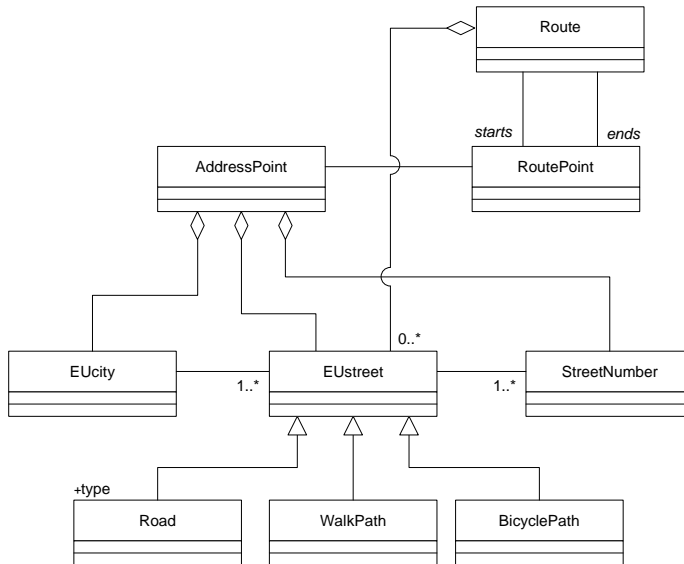 Route
starts
ends
AddressPoint
RoutePoint
0..*
EUcity
1..*
EUstreet
1..*
StreetNumber
+type
Road
WalkPath
BicyclePath